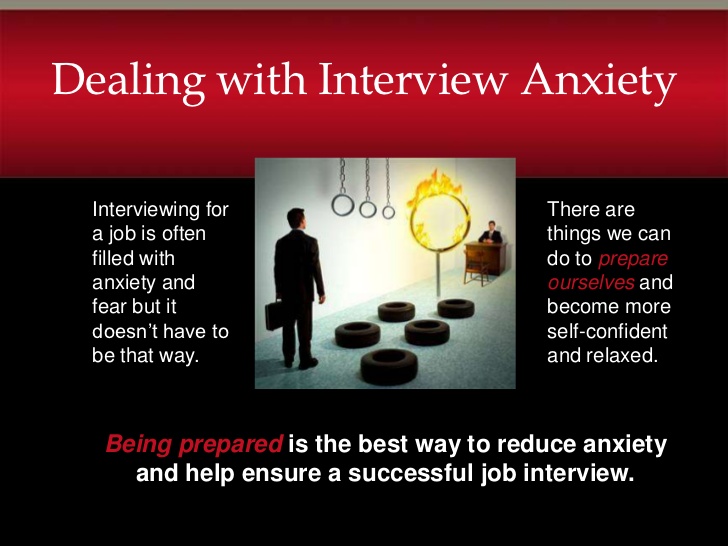 Dealing with Interview Anxiety
Interviewing for
a job is often
filled with
anxiety and
fear but it
doesn’t have to
be that way.
There are
things we can
do to prepare
ourselves and
become more
self-confident
and relaxed.
Being prepared is the best way to reduce anxiety
and help ensure a successful job interview.